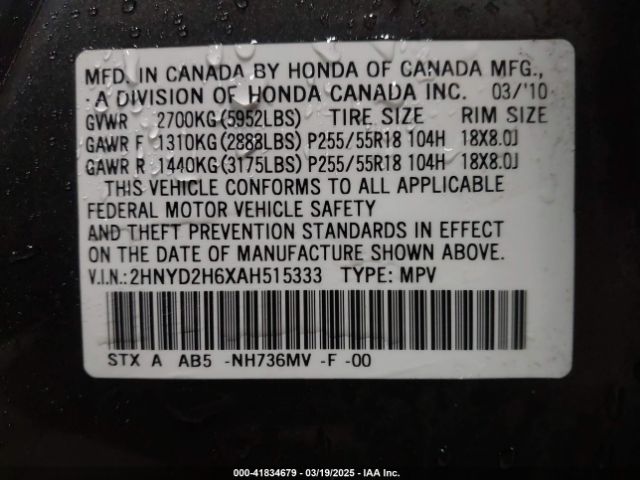 MFD. IN CANADA BY HONDA OF CANADA MFG.,
A DIVISION OF HONDA CANADA INC. 03/'10
GVWR 2700KG(5952LBS) TIRE SIZE RIM SIZE
GAWR F 1310KG(2888LBS) P255/55R18 104H 18X8.0J
GAWR R 1440KG(3175LBS) P255/55R18 104H 18X8.0J
THIS VEHICLE CONFORMS TO ALL APPLICABLE
FEDERAL MOTOR VEHICLE SAFETY
AND THEFT PREVENTION STANDARDS IN EFFECT
ON THE DATE OF MANUFACTURE SHOWN ABOVE.
V.I.N.: 2HNYD2H6XAH515333 TYPE: MPV
STX A AB5 -NH736MV -F -00
000-41834679 - 03/19/2025 - IAA Inc.